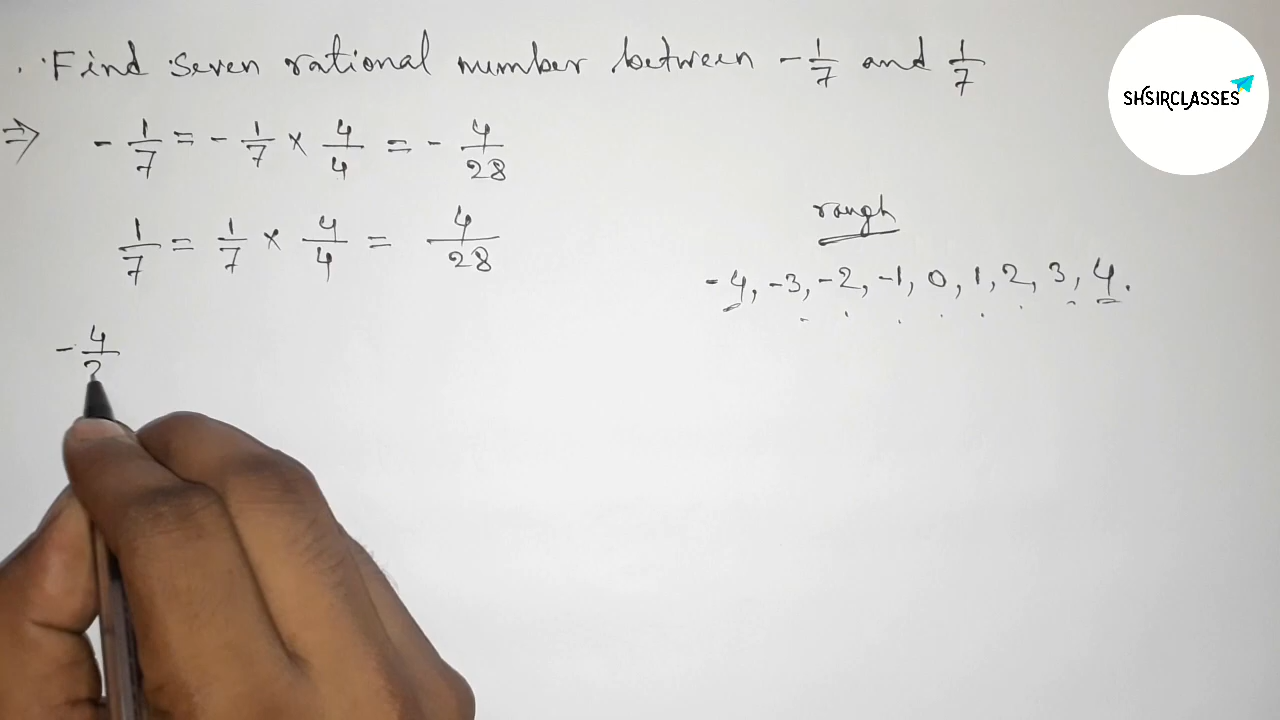 . Find seven rational number between -1/7 and 1/7
SHSIRCLASSES
⇒ -1/7 = -1/7 × 4/4 = -4/28
1/7 = 1/7 × 4/4 = 4/28
rough
-4, -3, -2, -1, 0, 1, 2, 3, 4.
-4/2